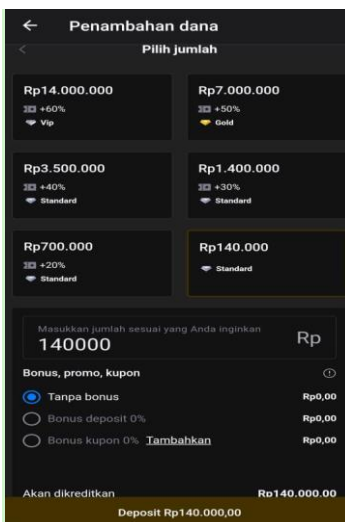 Penambahan dana
Pilih jumlah
Rp14.000.000
+60%
Vip
Rp7.000.000
+50%
Gold
Rp3.500.000
+40%
Standard
Rp1.400.000
+30%
Standard
Rp700.000
+20%
Standard
Rp140.000
Standard
Masukkan jumlah sesuai yang Anda inginkan
140000 Rp
Bonus, promo, kupon
Tanpa bonus Rp0,00
Bonus deposit 0% Rp0,00
Bonus kupon 0% Tambahkan Rp0,00
Akan dikreditkan Rp140.000,00
Deposit Rp140.000,00